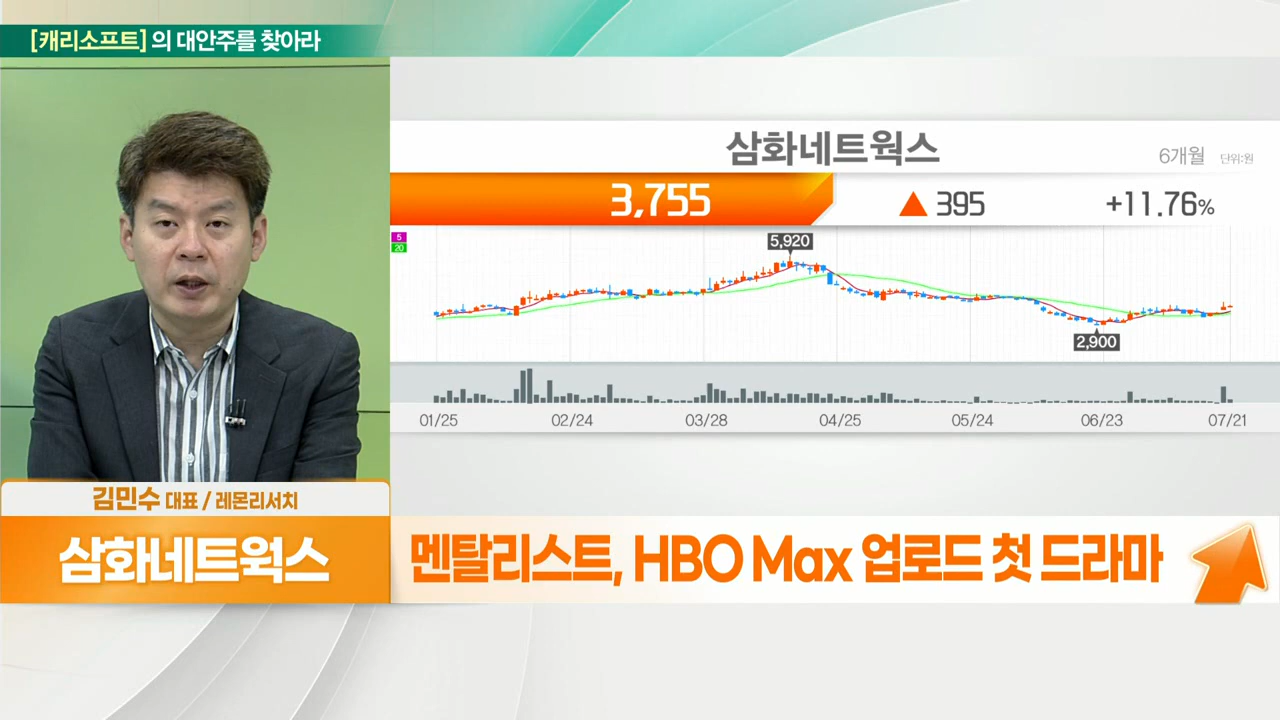 [캐리소프트]의 대안주를 찾아라
삼화네트웍스
6개월 단위:원
3,755 ▲ 395 +11.76%
5
20
5,920
2,900
01/25 02/24 03/28 04/25 05/24 06/23 07/21
김민수 대표 / 레몬리서치
삼화네트웍스
멘탈리스트, HBO Max 업로드 첫 드라마